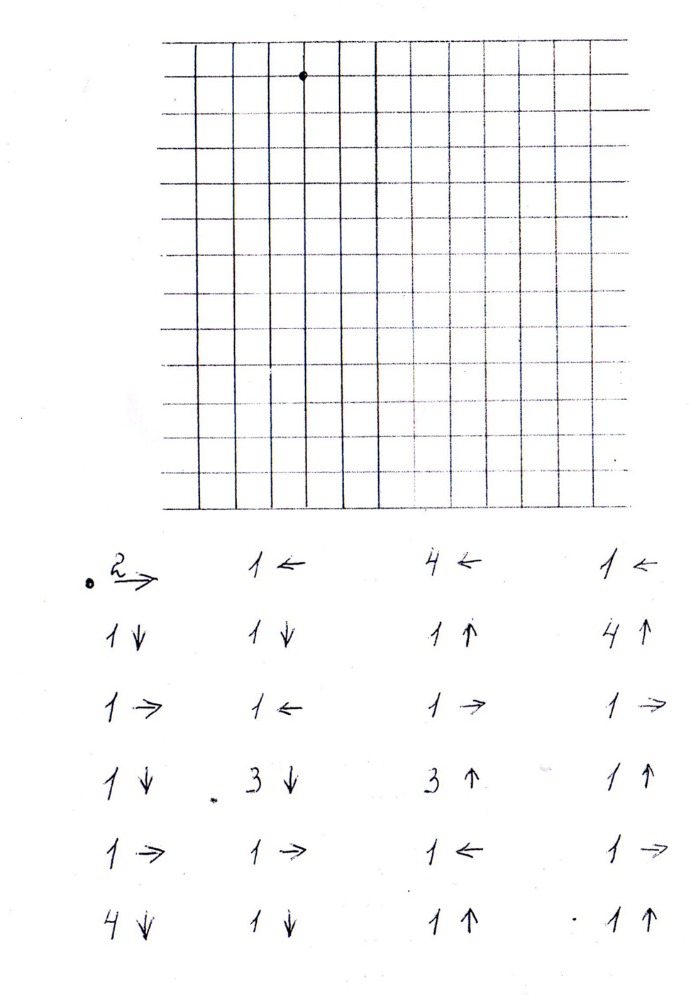 2 → 1 ← 4 ← 1 ←
1 ↓ 1 ↓ 1 ↑ 4 ↑
1 → 1 ← 1 → 1 →
1 ↓ 3 ↓ 3 ↑ 1 ↑
1 → 1 → 1 ← 1 →
4 ↓ 1 ↓ 1 ↑ 1 ↑